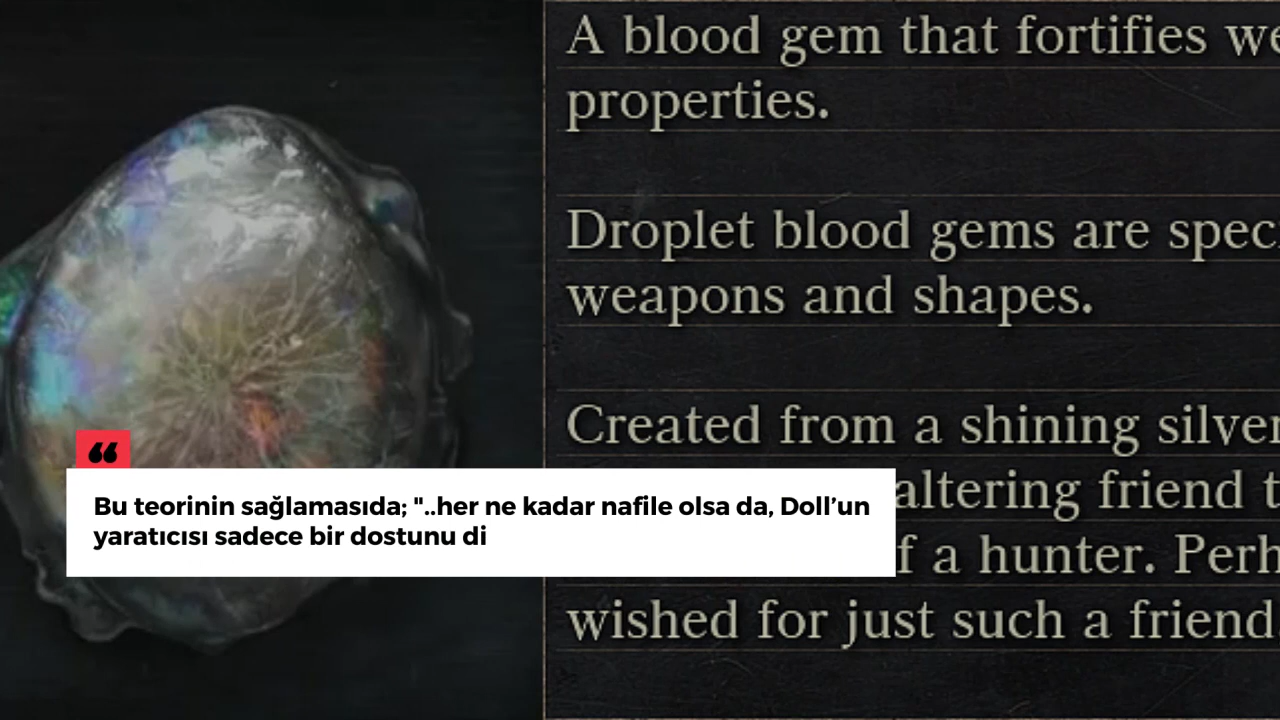 A blood gem that fortifies we
properties.
Droplet blood gems are spec
weapons and shapes.
Created from a shining silver
altering friend t
f a hunter. Perh
wished for just such a friend
“
Bu teorinin sağlamasıda; "..her ne kadar nafile olsa da, Doll’un
yaratıcısı sadece bir dostunu di